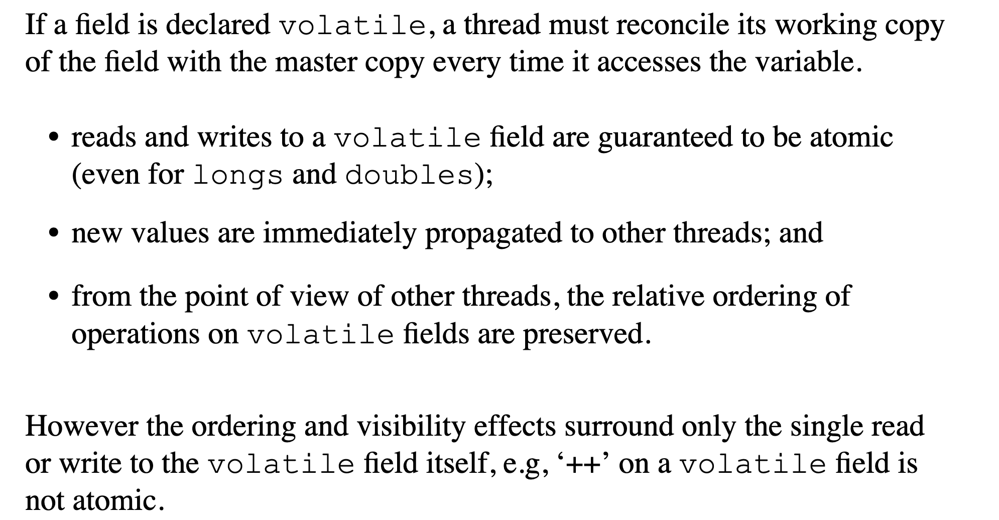 If a field is declared volatile, a thread must reconcile its working copy
of the field with the master copy every time it accesses the variable.
• reads and writes to a volatile field are guaranteed to be atomic
(even for longs and doubles);
• new values are immediately propagated to other threads; and
• from the point of view of other threads, the relative ordering of
operations on volatile fields are preserved.
However the ordering and visibility effects surround only the single read
or write to the volatile field itself, e.g, ‘++’ on a volatile field is
not atomic.